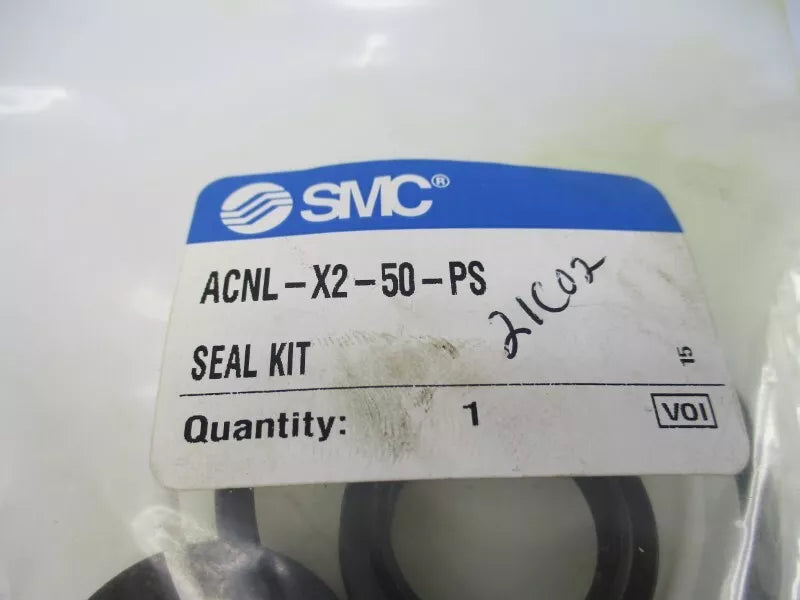 SMC®
ACNL-X2-50-PS
21C02
SEAL KIT
15
Quantity: 1
VOI